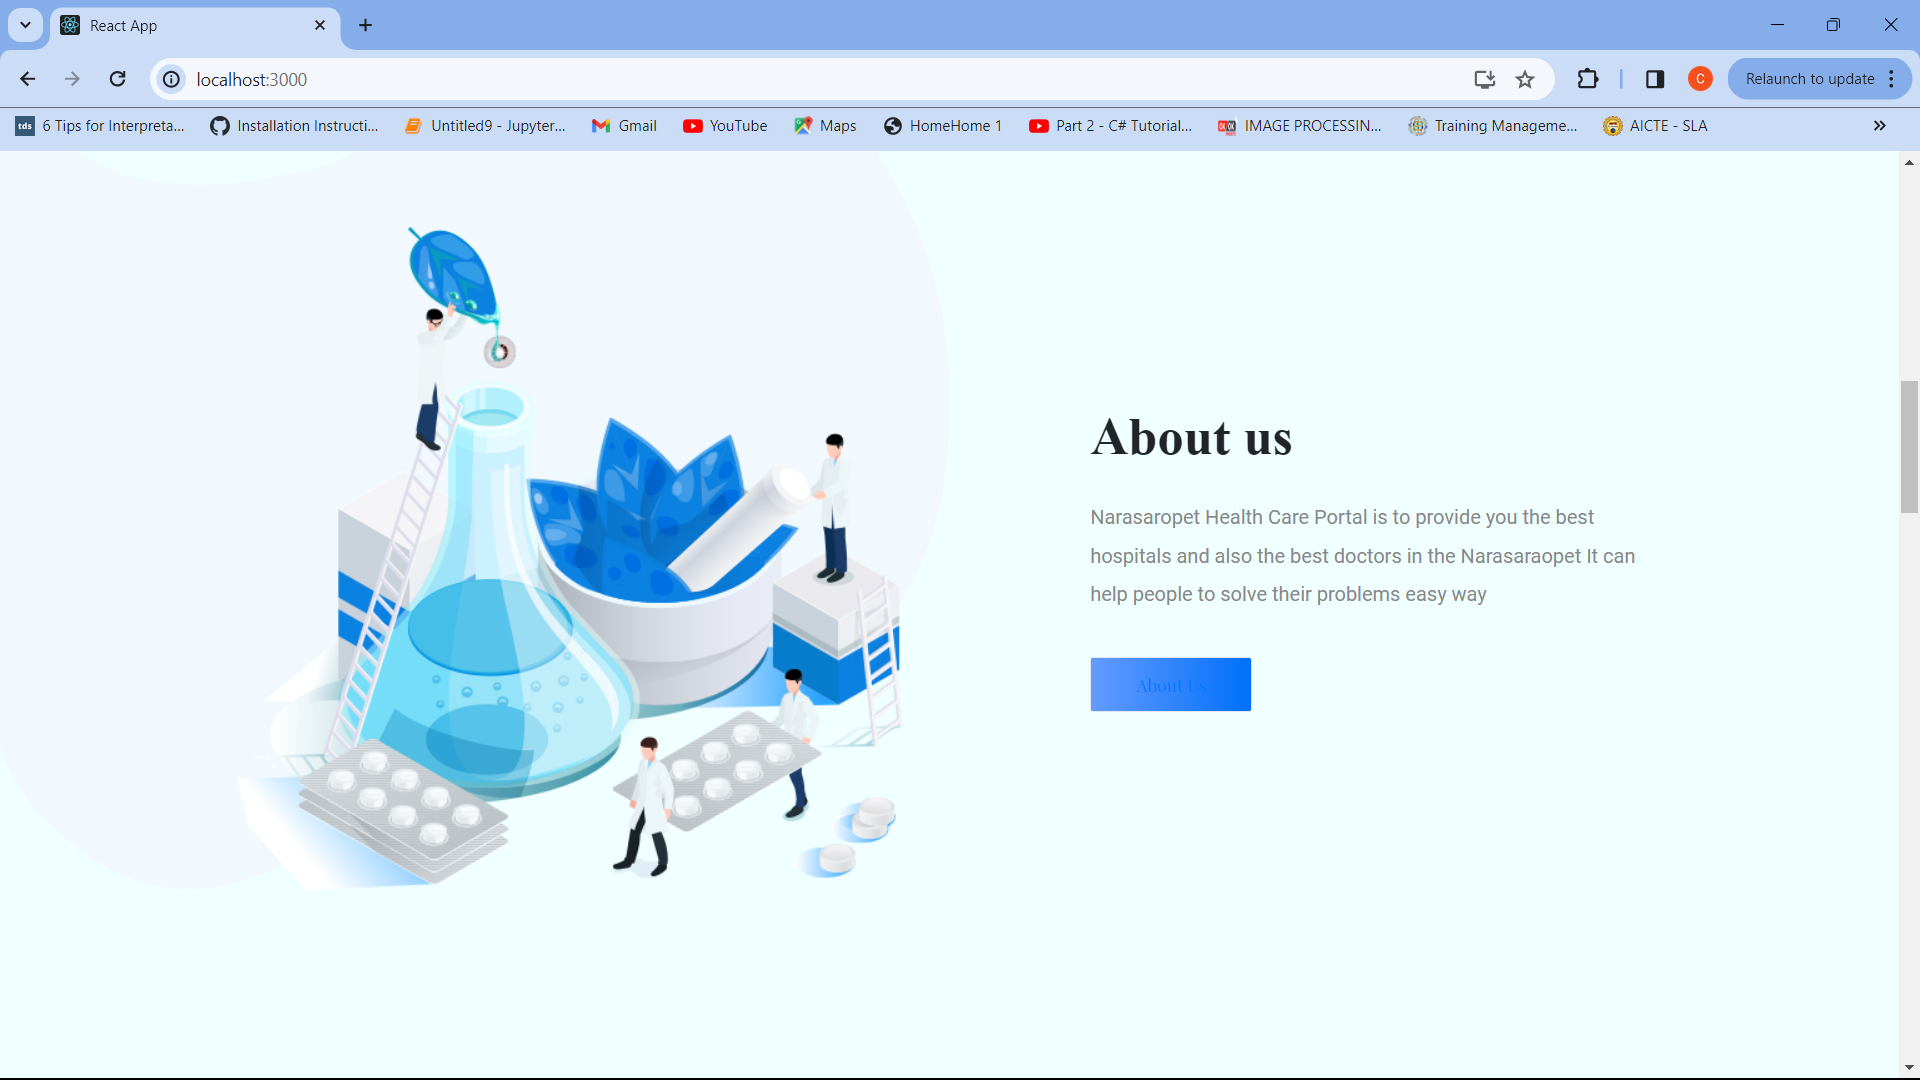 React App
localhost:3000
C
Relaunch to update
tds 6 Tips for Interpreta... Installation Instructi... Untitled9 - Jupyter... Gmail YouTube Maps HomeHome 1 Part 2 - C# Tutorial... IMAGE PROCESSIN... Training Manageme... AICTE - SLA
About us
Narasaropet Health Care Portal is to provide you the best
hospitals and also the best doctors in the Narasaraopet It can
help people to solve their problems easy way
About Us